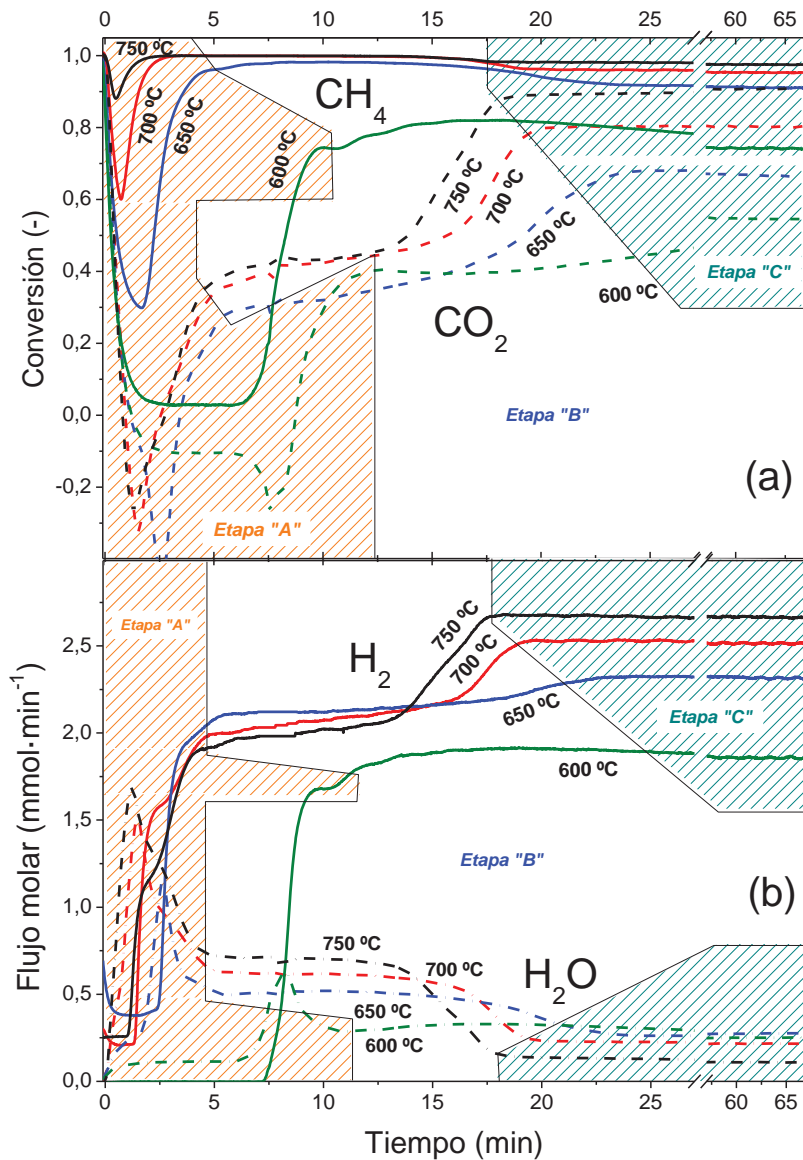 0 5 10 15 20 25 60 65
1,0
0,8
0,6
0,4
0,2
0,0
-0,2
Conversión (-)
750 ºC
700 ºC
650 ºC
600 ºC
CH4
750 ºC
700 ºC
650 ºC
600 ºC
CO2
Etapa "C"
Etapa "B"
Etapa "A"
(a)
2,5
2,0
1,5
1,0
0,5
0,0
Flujo molar (mmol·min-1)
Etapa "A"
H2
750 ºC
700 ºC
650 ºC
600 ºC
Etapa "C"
Etapa "B"
(b)
750 ºC
700 ºC
650 ºC
600 ºC
H2O
0 5 10 15 20 25 60 65
Tiempo (min)